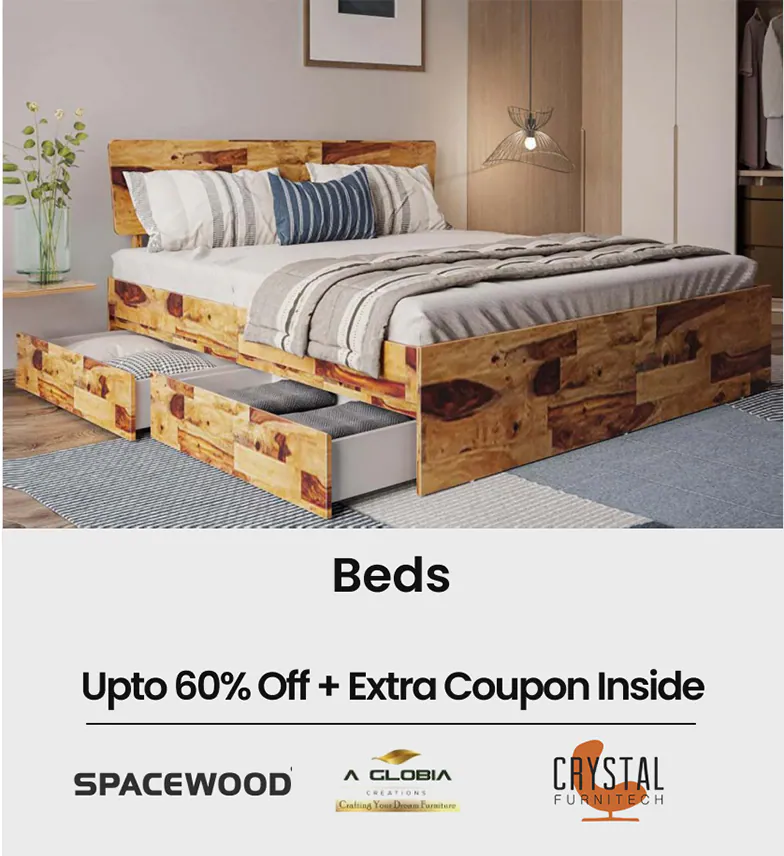 Beds
Upto 60% Off + Extra Coupon Inside
SPACEWOOD
A GLOBIA
CREATIONS
Crafting Your Dream Furniture
CRYSTAL
FURNITECH